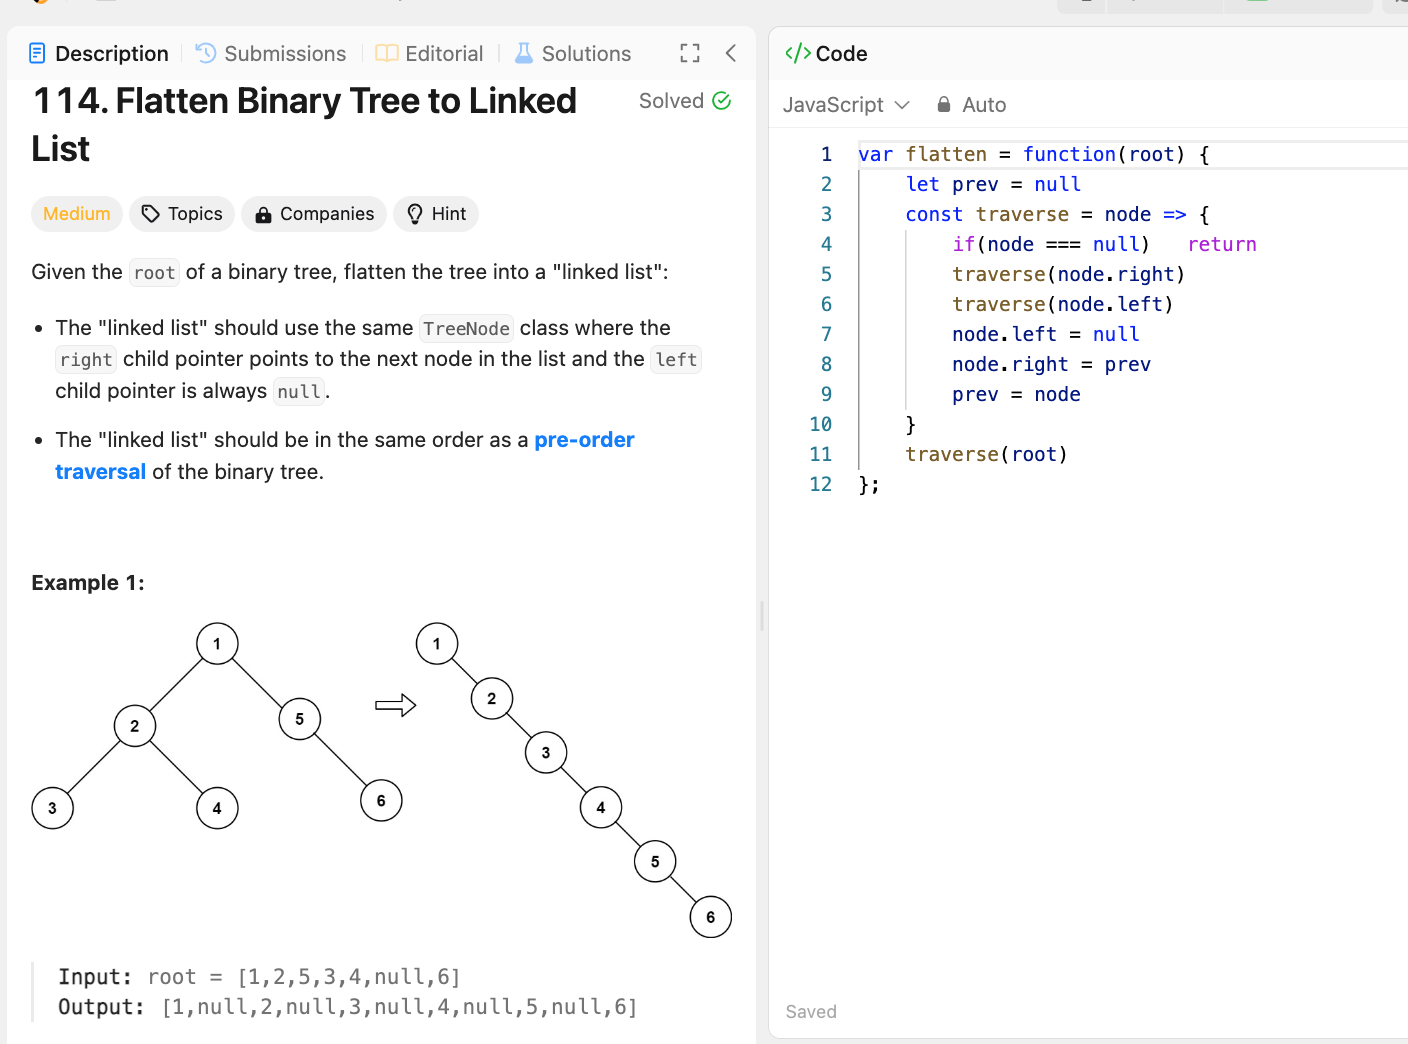 Description
Submissions
Editorial
Solutions
114. Flatten Binary Tree to Linked
List
Solved
Medium
Topics
Companies
Hint
Given the root of a binary tree, flatten the tree into a "linked list":
The "linked list" should use the same TreeNode class where the
right child pointer points to the next node in the list and the left
child pointer is always null.
The "linked list" should be in the same order as a pre-order
traversal of the binary tree.
Example 1:
1
2
5
3
4
6
1
2
3
4
5
6
Input: root = [1,2,5,3,4,null,6]
Output: [1,null,2,null,3,null,4,null,5,null,6]
</> Code
JavaScript
Auto
1 var flatten = function(root) {
2 let prev = null
3 const traverse = node => {
4 if(node === null)   return
5 traverse(node.right)
6 traverse(node.left)
7 node.left = null
8 node.right = prev
9 prev = node
10 }
11 traverse(root)
12 };
Saved